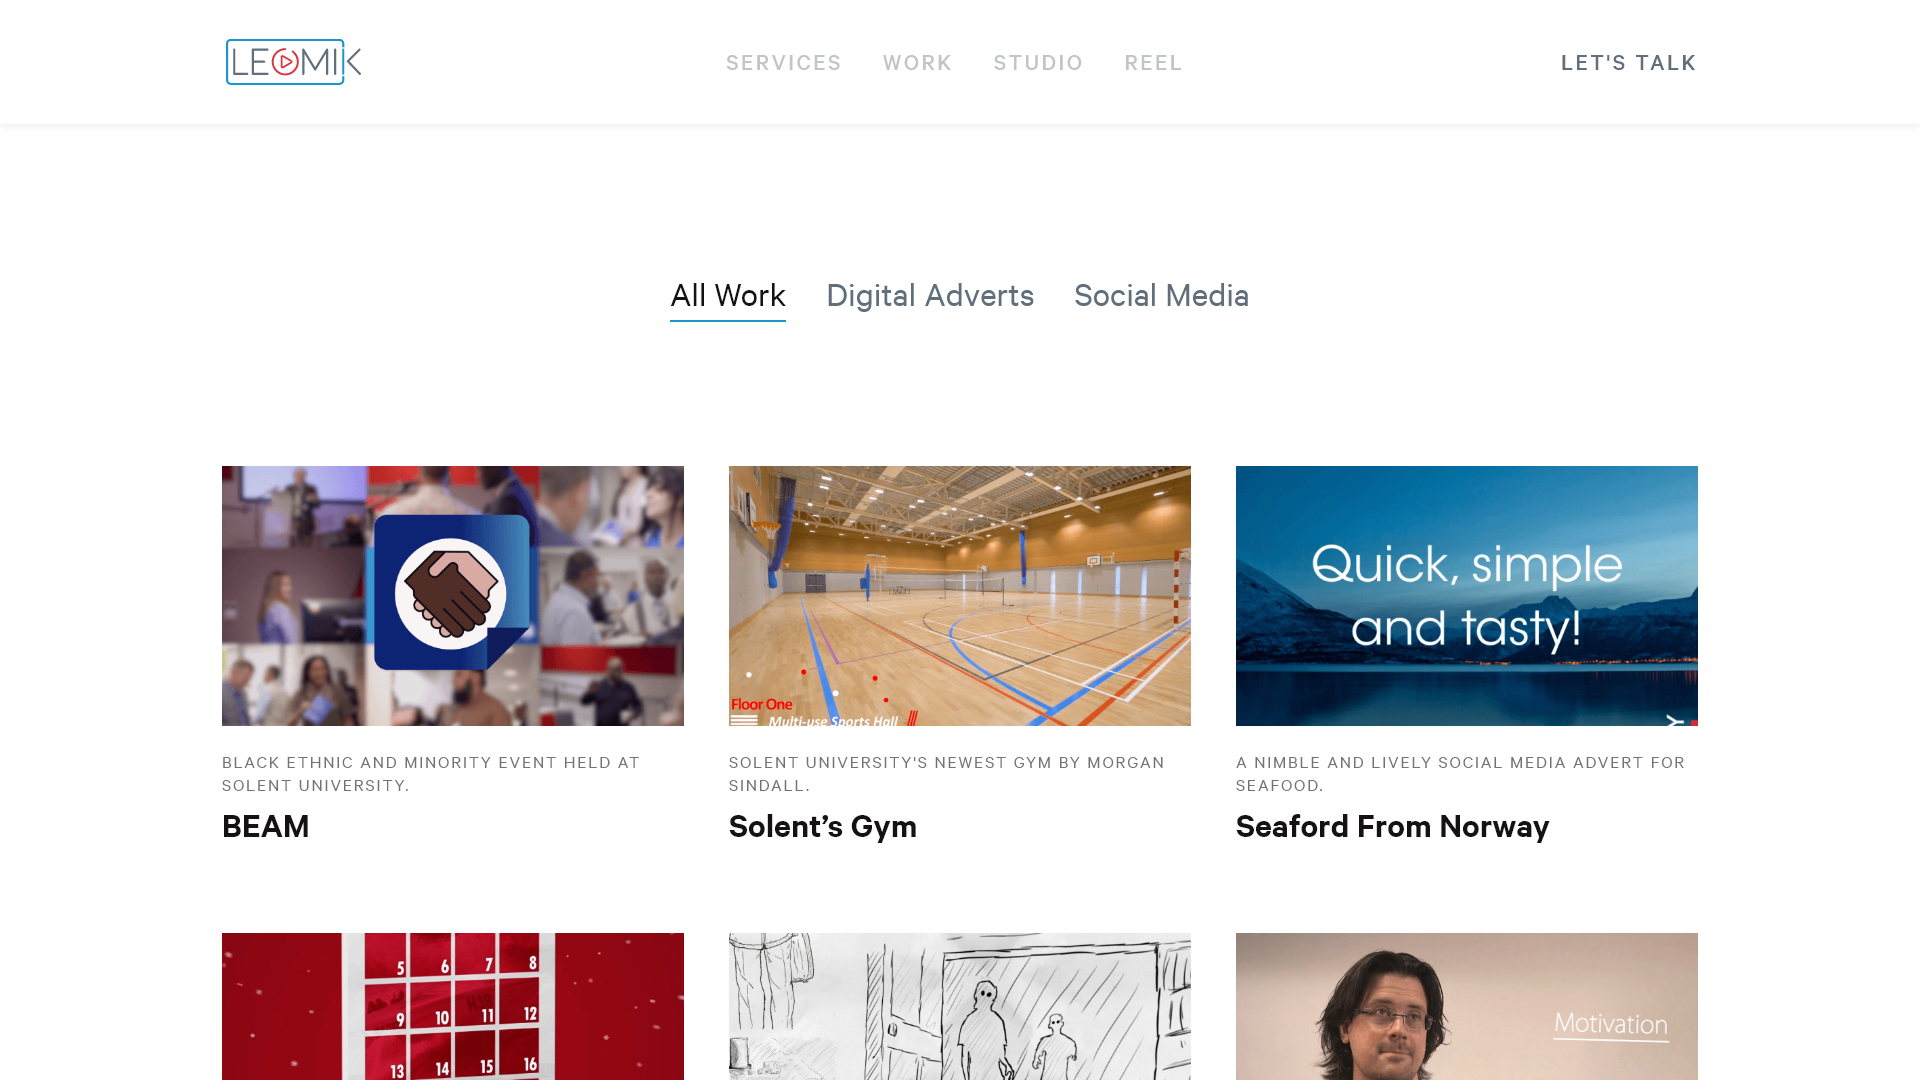 LEOMIK
SERVICES WORK STUDIO REEL
LET'S TALK
All Work Digital Adverts Social Media
Floor One
Multi-use Sports Hall
Quick, simple
and tasty!
Y
BLACK ETHNIC AND MINORITY EVENT HELD AT
SOLENT UNIVERSITY.
BEAM
SOLENT UNIVERSITY'S NEWEST GYM BY MORGAN
SINDALL.
Solent’s Gym
A NIMBLE AND LIVELY SOCIAL MEDIA ADVERT FOR
SEAFOOD.
Seaford From Norway
5 6 7 8
9 10 11 12
13 14 15 16
Motivation